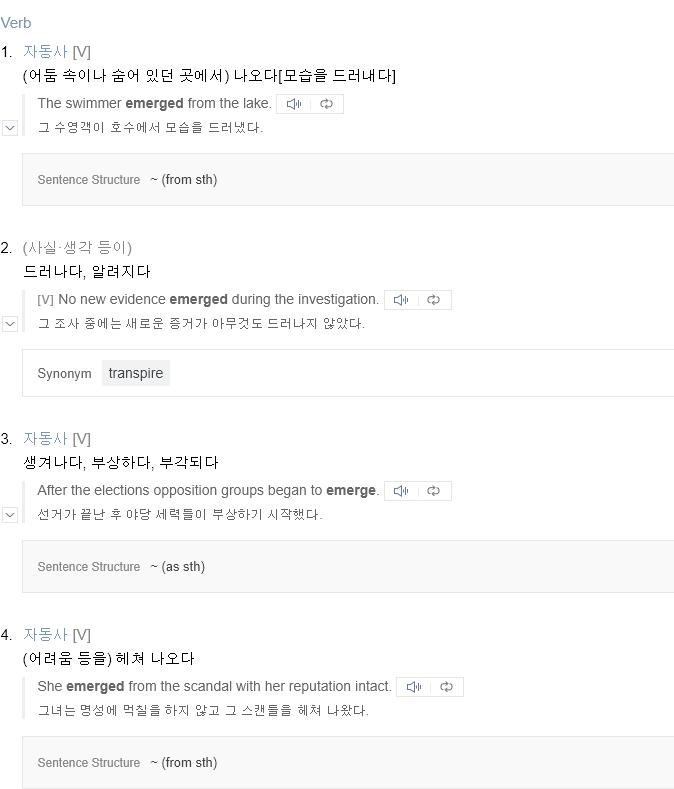 Verb
1. 자동사 [V]
(어둠 속이나 숨어 있던 곳에서) 나오다[모습을 드러내다]
The swimmer emerged from the lake.
그 수영객이 호수에서 모습을 드러냈다.
Sentence Structure ~ (from sth)
2. (사실·생각 등이)
드러나다, 알려지다
[V] No new evidence emerged during the investigation.
그 조사 중에는 새로운 증거가 아무것도 드러나지 않았다.
Synonym transpire
3. 자동사 [V]
생겨나다, 부상하다, 부각되다
After the elections opposition groups began to emerge.
선거가 끝난 후 야당 세력들이 부상하기 시작했다.
Sentence Structure ~ (as sth)
4. 자동사 [V]
(어려움 등을) 헤쳐 나오다
She emerged from the scandal with her reputation intact.
그녀는 명성에 먹칠을 하지 않고 그 스캔들을 헤쳐 나왔다.
Sentence Structure ~ (from sth)